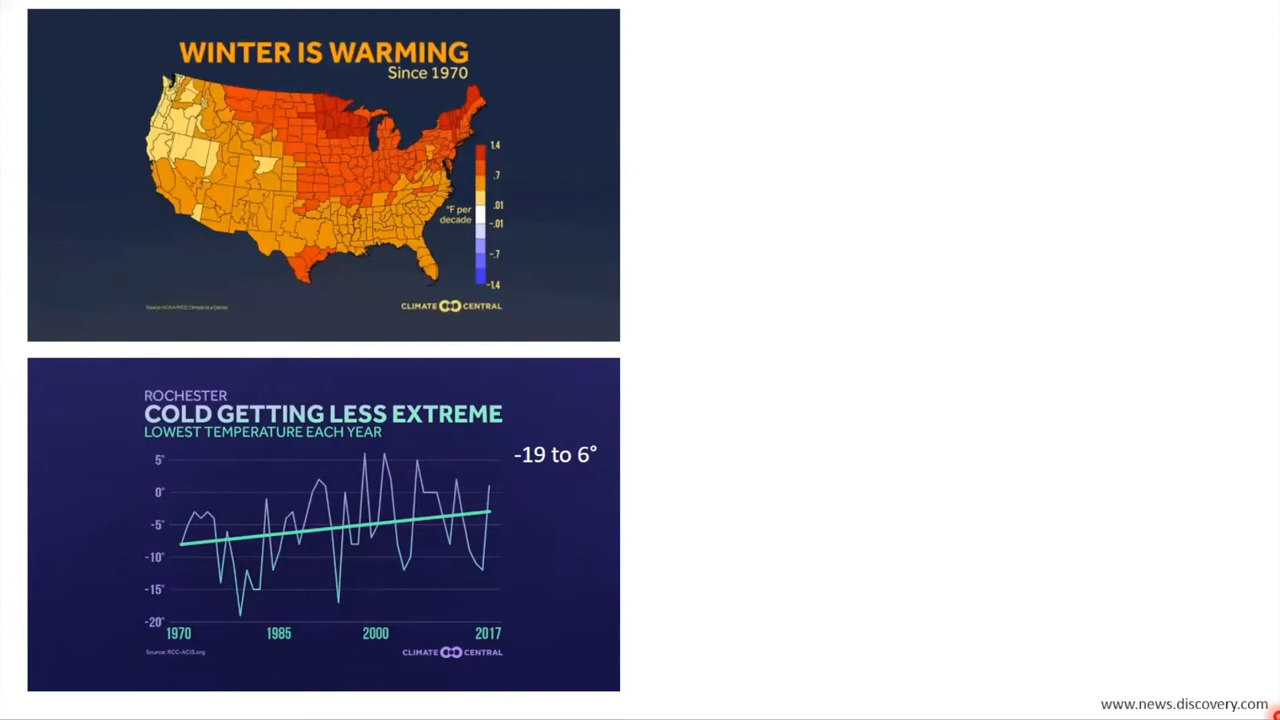 WINTER IS WARMING
Since 1970
1.4
.7
.01
°F per
decade
-.01
-.7
-1.4
CLIMATE CENTRAL
ROCHESTER
COLD GETTING LESS EXTREME
LOWEST TEMPERATURE EACH YEAR
-19 to 6°
5°
0°
-5°
-10°
-15°
-20°
1970 1985 2000 2017
Source: RCC-ACIS.org
CLIMATE CENTRAL
www.news.discovery.com